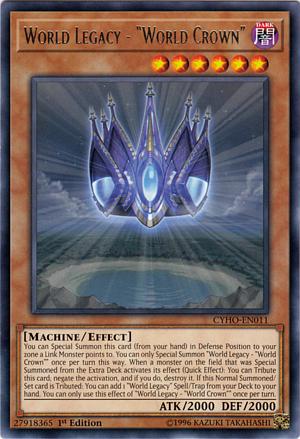 World Legacy - "World Crown"
DARK
闇
CYHO-EN011
[Machine/Effect]
You can Special Summon this card (from your hand) in Defense Position to your
zone a Link Monster points to. You can only Special Summon "World Legacy - "World
Crown"" once per turn this way. When a monster on the field that was Special
Summoned from the Extra Deck activates its effect (Quick Effect): You can Tribute this
card; negate the activation, and if you do, destroy it. If this Normal Summoned/
Set card is Tributed: You can add 1 "World Legacy" Spell/Trap from your Deck to your
hand. You can only use this effect of "World Legacy - "World Crown"" once per turn.
ATK/2000 DEF/2000
27918365 1st Edition ©1996 KAZUKI TAKAHASHI